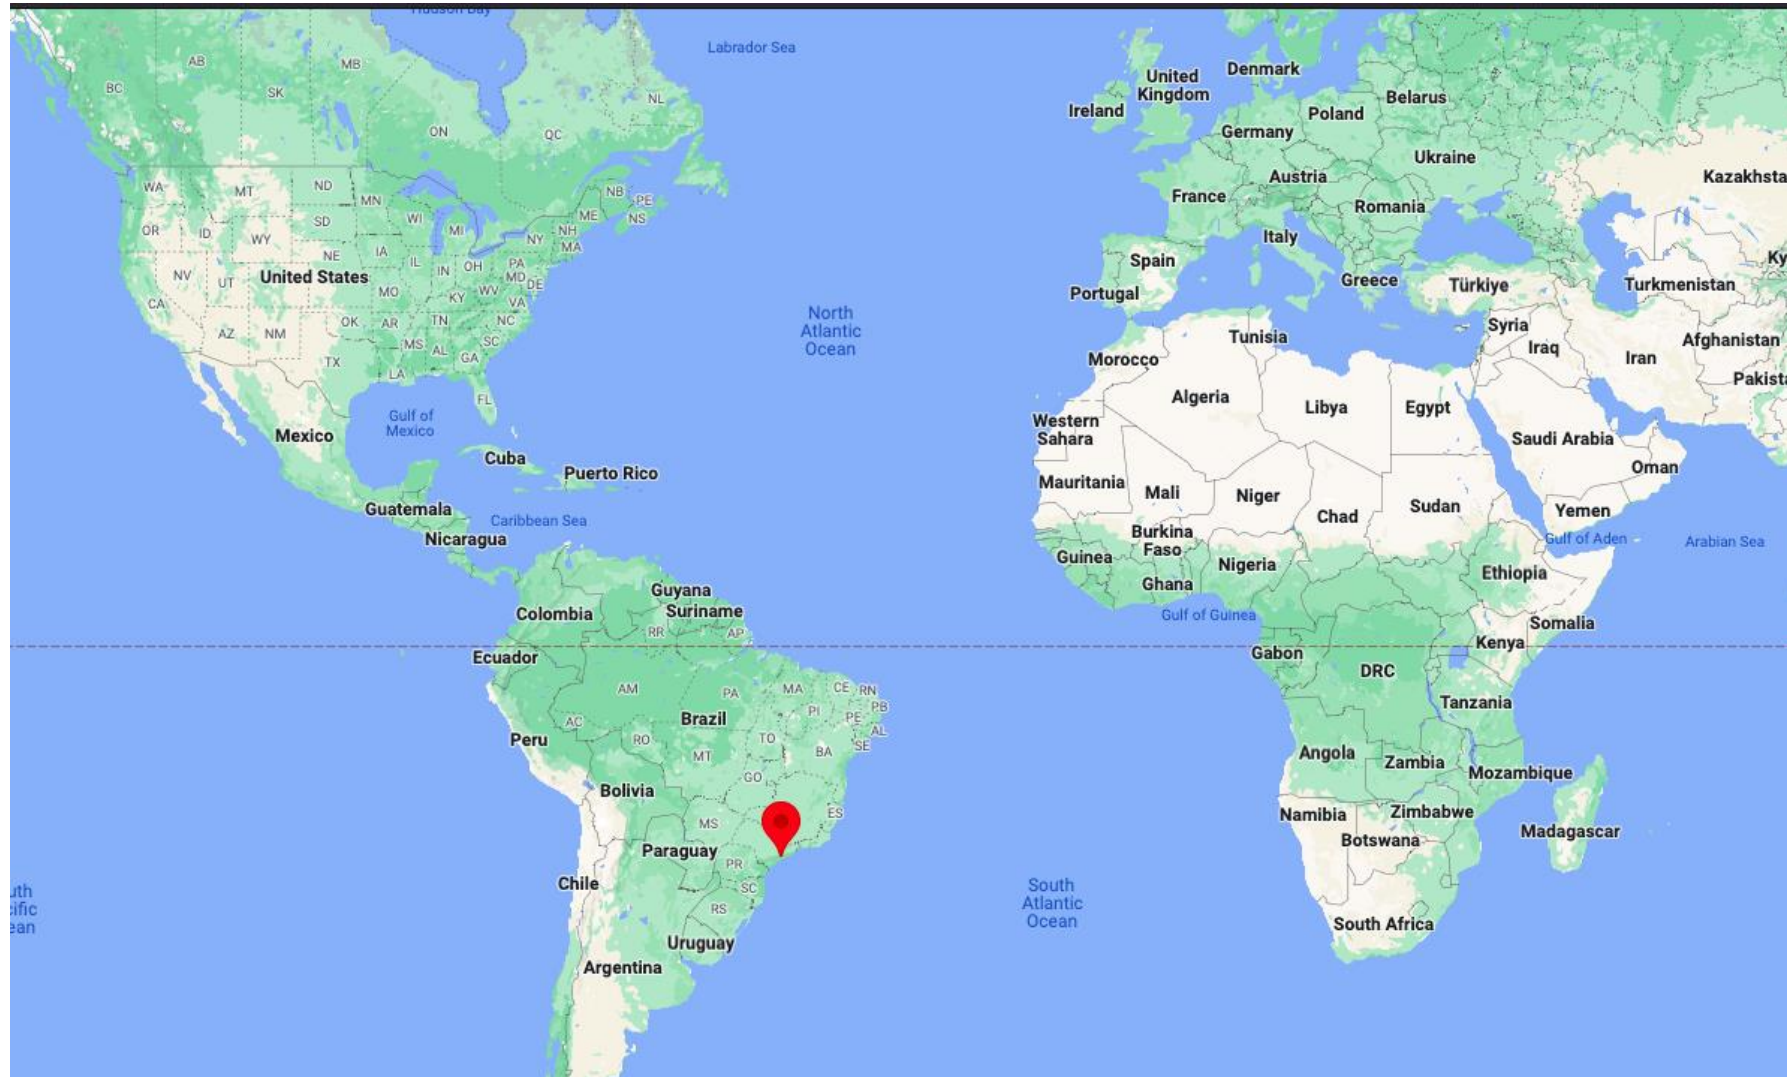 Hudson Bay
Labrador Sea
AB
MB
BC
SK
NL
ON
QC
United
Kingdom
Denmark
Ireland
Belarus
Poland
Germany
Ukraine
Austria
Kazakhsta
France
Romania
WA
MT
ND
MN
NB
PE
OR
ID
SD
WI
MI
ME
NS
WY
NY
NH
MA
NE
IA
IL
IN
OH
PA
MD
DE
NV
UT
United States
MO
KY
WV
VA
CA
AZ
NM
OK
AR
TN
NC
MS
AL
GA
SC
TX
LA
FL
Italy
Spain
Portugal
Greece
Türkiye
Turkmenistan
Ky
North
Atlantic
Ocean
Tunisia
Syria
Iraq
Afghanistan
Iran
Morocco
Pakista
Algeria
Libya
Egypt
Gulf of
Mexico
Mexico
Western
Sahara
Saudi Arabia
Cuba
Puerto Rico
Oman
Mauritania
Mali
Niger
Chad
Sudan
Yemen
Guatemala
Caribbean Sea
Nicaragua
Burkina
Faso
Gulf of Aden
Arabian Sea
Guinea
Nigeria
Ethiopia
Ghana
Guyana
Suriname
Colombia
Gulf of Guinea
Somalia
RR
AP
Kenya
Ecuador
Gabon
DRC
AM
PA
MA
CE
RN
Tanzania
PI
PE
PB
AC
Brazil
AL
Peru
RO
TO
BA
SE
MT
Angola
Zambia
Mozambique
GO
Bolivia
MS
ES
Namibia
Zimbabwe
Botswana
Madagascar
Paraguay
PR
Chile
SC
uth
cific
ean
South
Atlantic
Ocean
RS
South Africa
Uruguay
Argentina